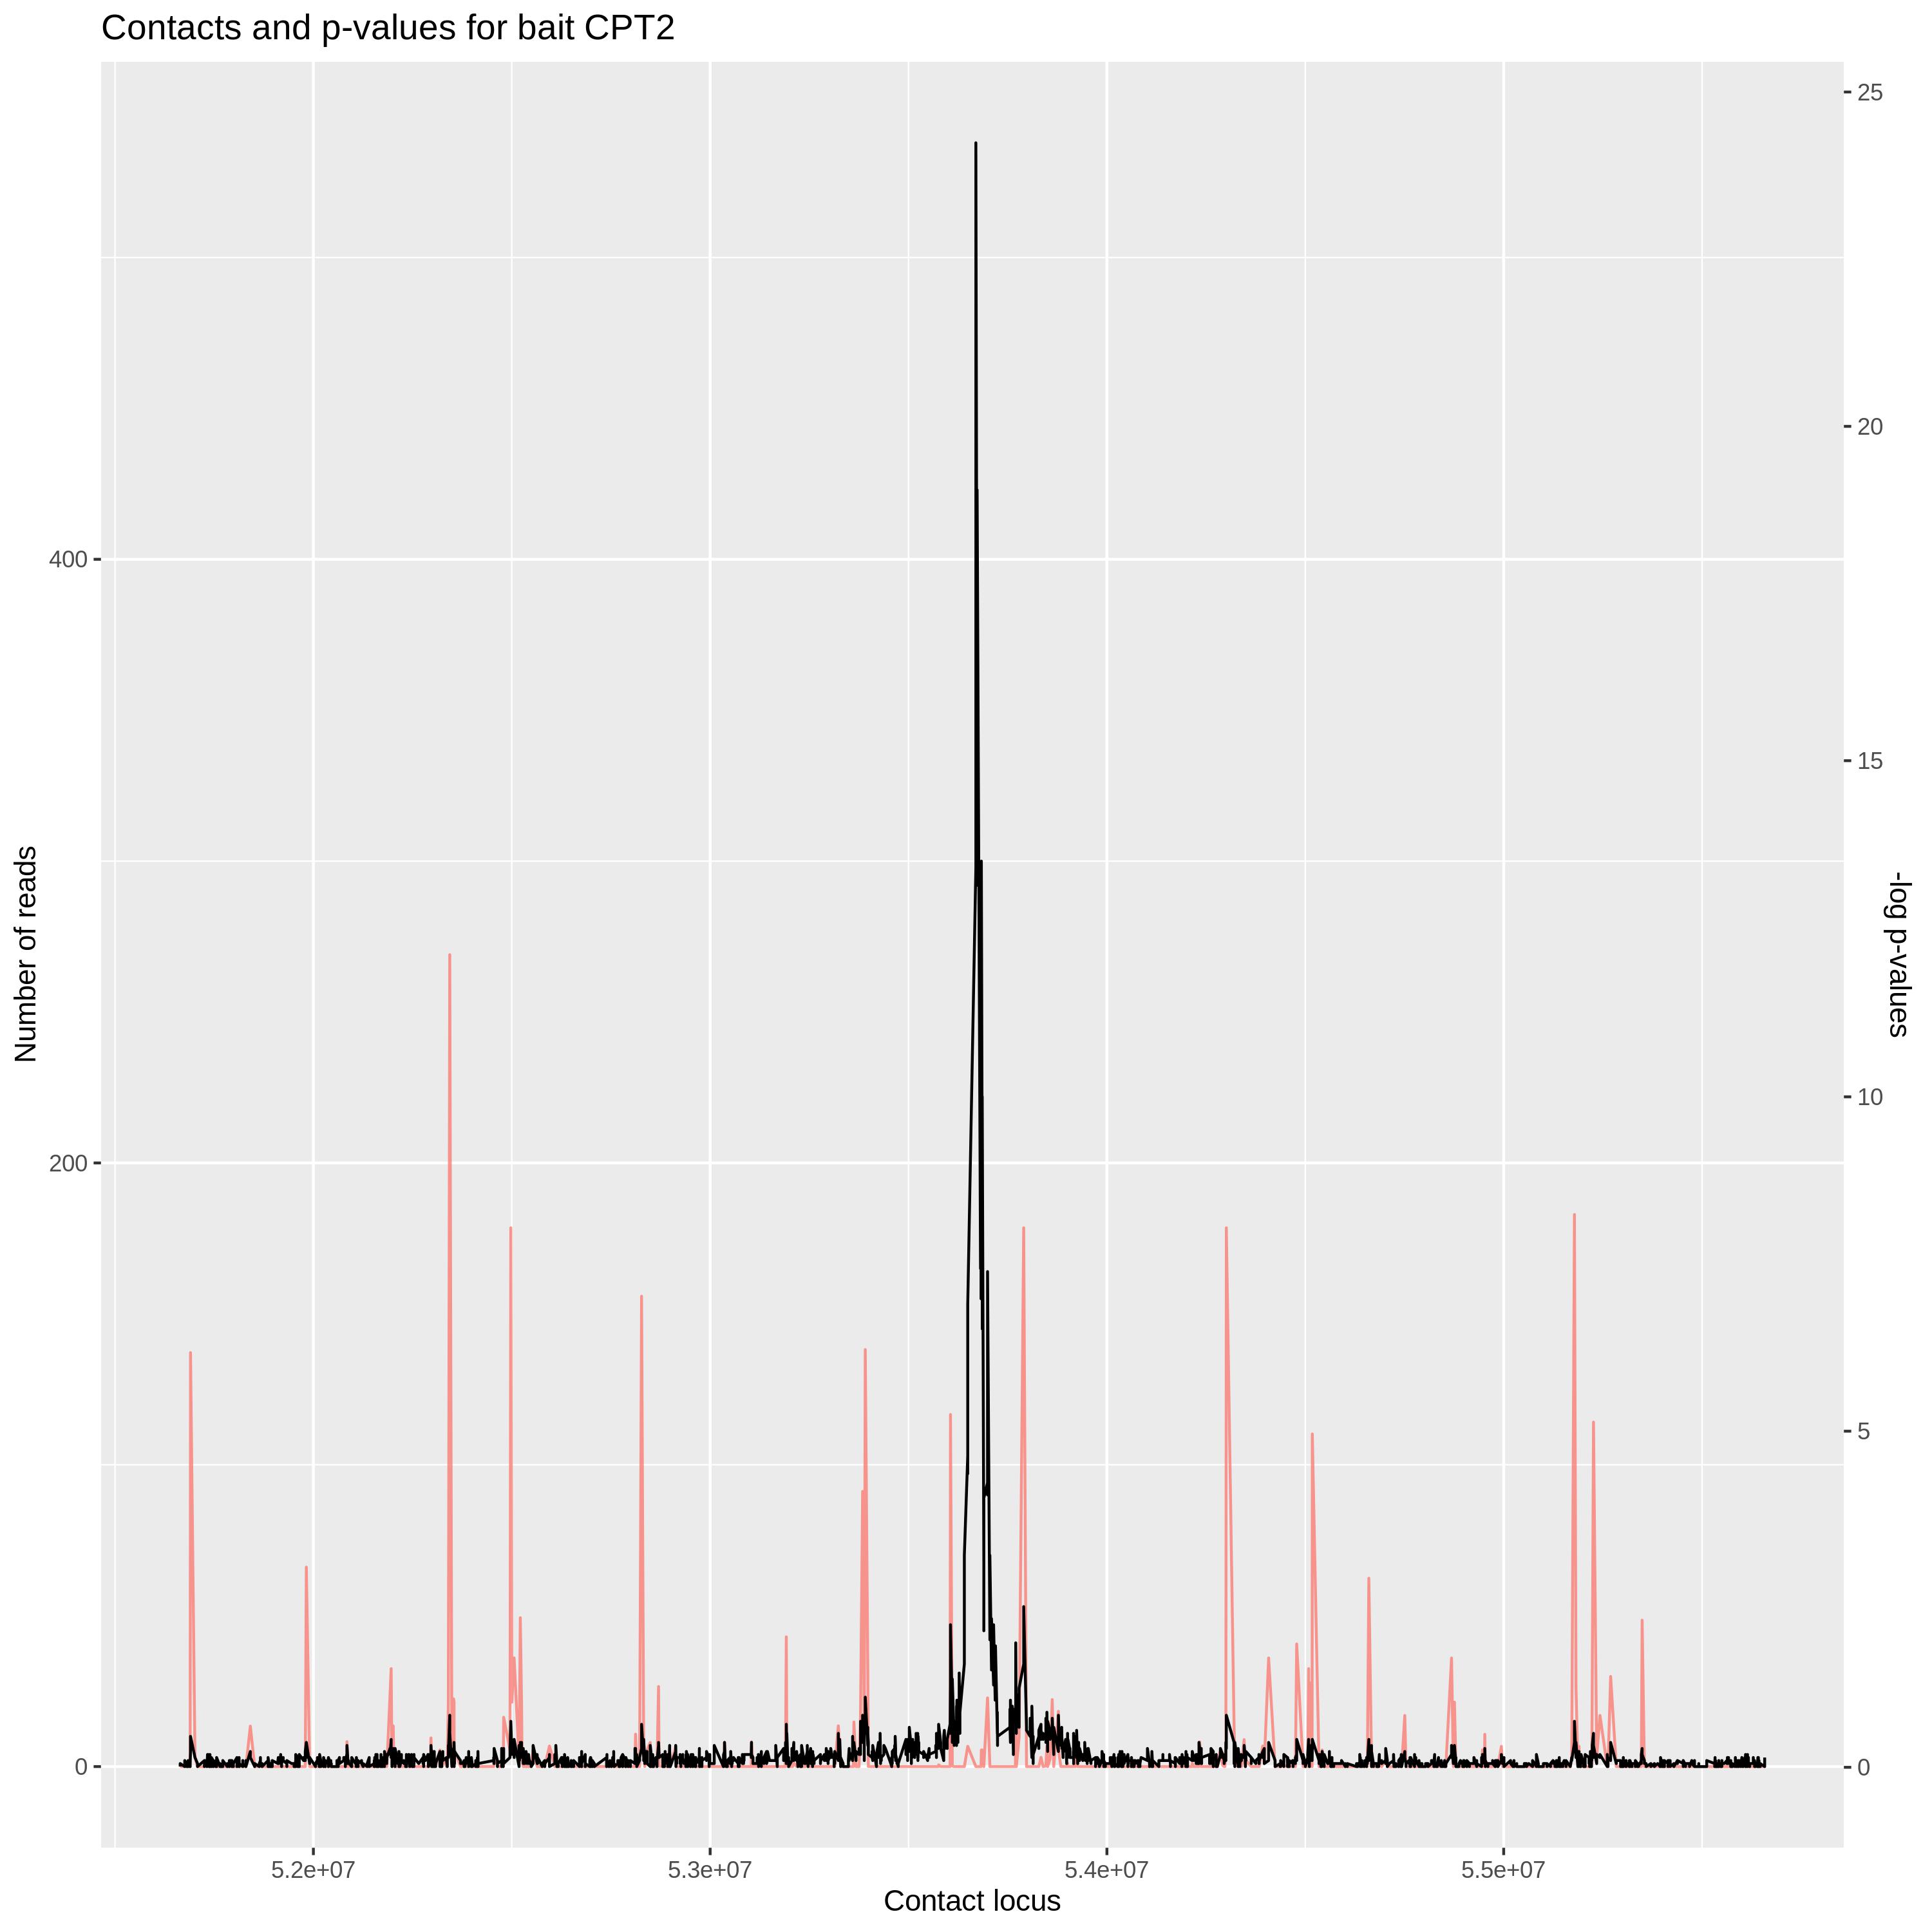 Contacts and p-values for bait CPT2
25
20
400
15
Number of reads
-log p-values
10
200
5
0
0
5.2e+07
5.3e+07
5.4e+07
5.5e+07
Contact locus